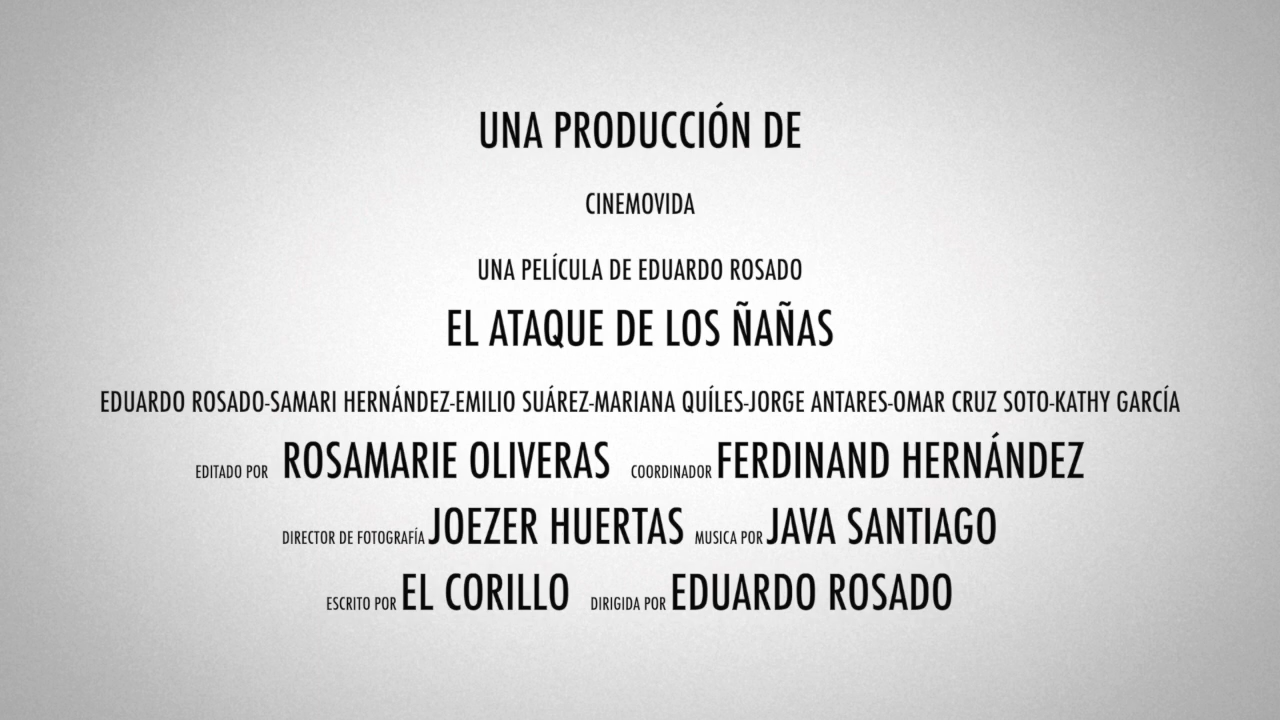 UNA PRODUCCIÓN DE
CINEMOVIDA
UNA PELÍCULA DE EDUARDO ROSADO
EL ATAQUE DE LOS ÑAÑAS
EDUARDO ROSADO-SAMARI HERNÁNDEZ-EMILIO SUÁREZ-MARIANA QUÍLES-JORGE ANTARES-OMAR CRUZ SOTO-KATHY GARCÍA
EDITADO POR ROSAMARIE OLIVERAS COORDINADOR FERDINAND HERNÁNDEZ
DIRECTOR DE FOTOGRAFÍA JOEZER HUERTAS MUSICA POR JAVA SANTIAGO
ESCRITO POR EL CORILLO DIRIGIDA POR EDUARDO ROSADO